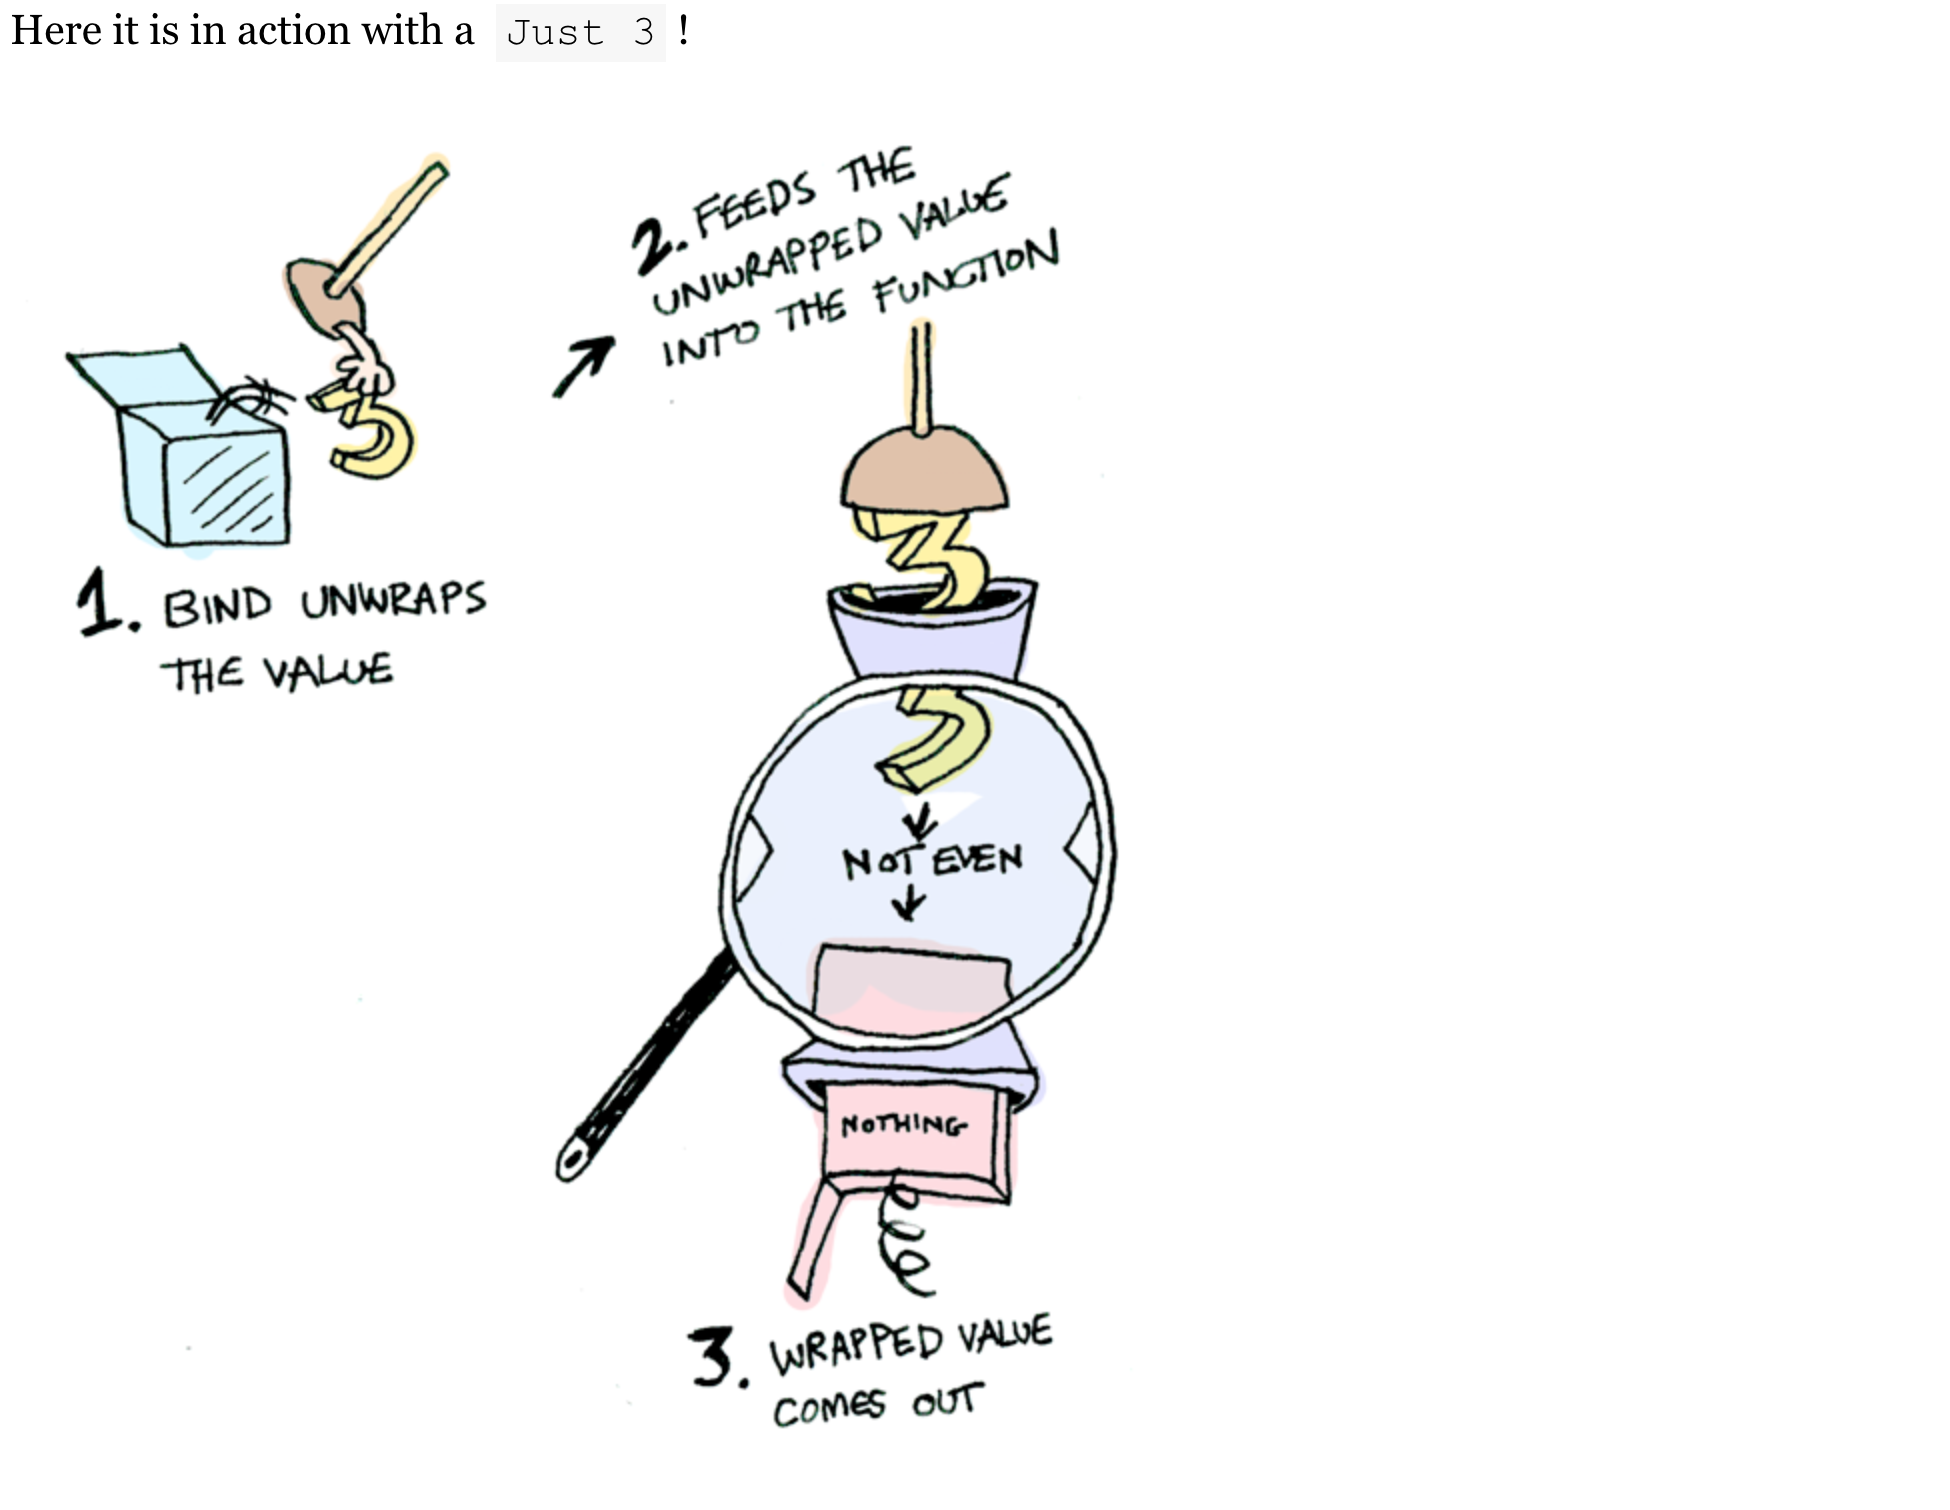 Here it is in action with a Just 3 !
2. FEEDS THE
UNWRAPPED VALUE
INTO THE FUNCTION
3
1. BIND UNWRAPS
THE VALUE
3
3
NOT EVEN
NOTHING
3. WRAPPED VALUE
COMES OUT